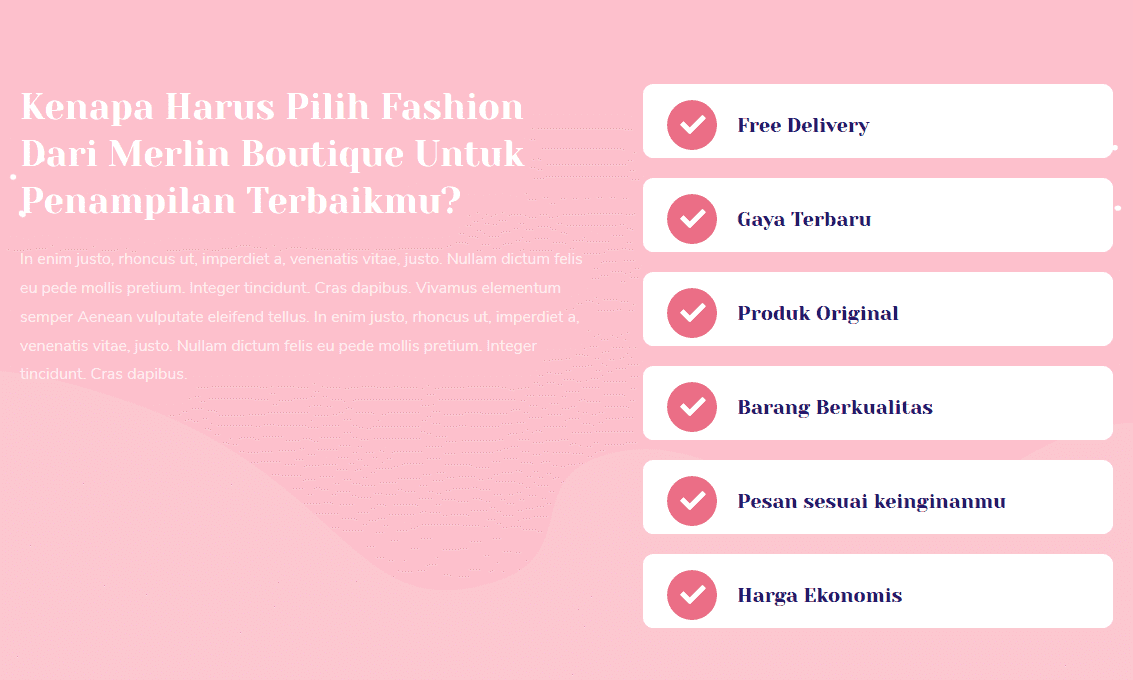 Kenapa Harus Pilih Fashion
Dari Merlin Boutique Untuk
Penampilan Terbaikmu?
In enim justo, rhoncus ut, imperdiet a, venenatis vitae, justo. Nullam dictum felis
eu pede mollis pretium. Integer tincidunt. Cras dapibus. Vivamus elementum
semper Aenean vulputate eleifend tellus. In enim justo, rhoncus ut, imperdiet a,
venenatis vitae, justo. Nullam dictum felis eu pede mollis pretium. Integer
tincidunt. Cras dapibus.
Free Delivery
Gaya Terbaru
Produk Original
Barang Berkualitas
Pesan sesuai keinginanmu
Harga Ekonomis